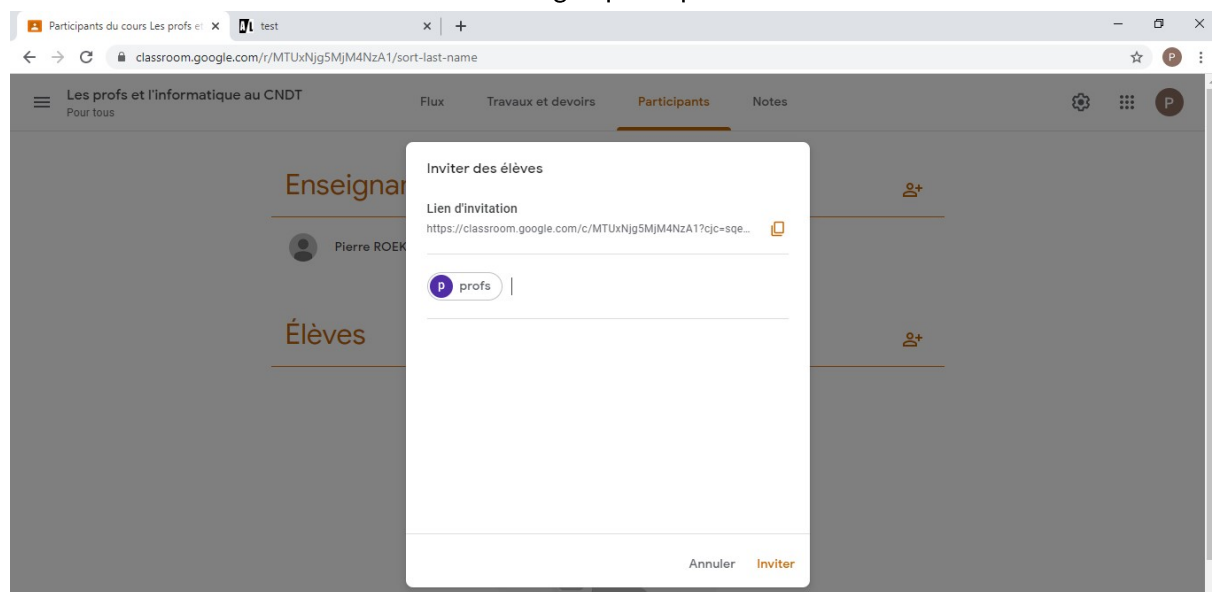 Participants du cours Les profs et
test
classroom.google.com/r/MTUxNjg5MjM4NzA1/sort-last-name
P
Les profs et l'informatique au CNDT
Pour tous
Flux
Travaux et devoirs
Participants
Notes
P
Inviter des élèves
Enseignan
Lien d'invitation
https://classroom.google.com/c/MTUxNjg5MjM4NzA1?cjc=sqe...
Pierre ROEK
p profs
Élèves
Annuler
Inviter